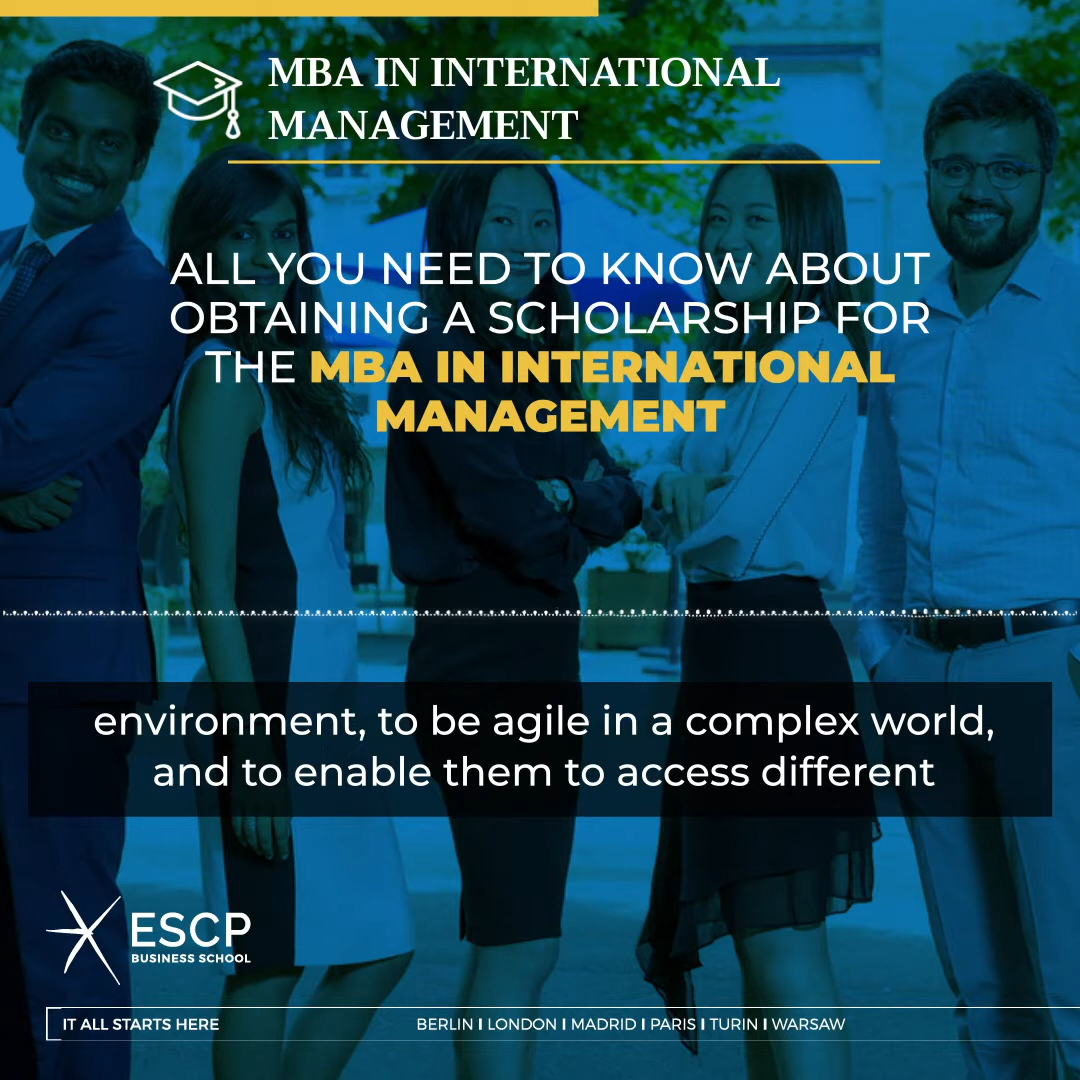 MBA IN INTERNATIONAL
MANAGEMENT
ALL YOU NEED TO KNOW ABOUT
OBTAINING A SCHOLARSHIP FOR
THE MBA IN INTERNATIONAL
MANAGEMENT
environment, to be agile in a complex world,
and to enable them to access different
ESCP
BUSINESS SCHOOL
IT ALL STARTS HERE
BERLIN I LONDON I MADRID I PARIS I TURIN I WARSAW